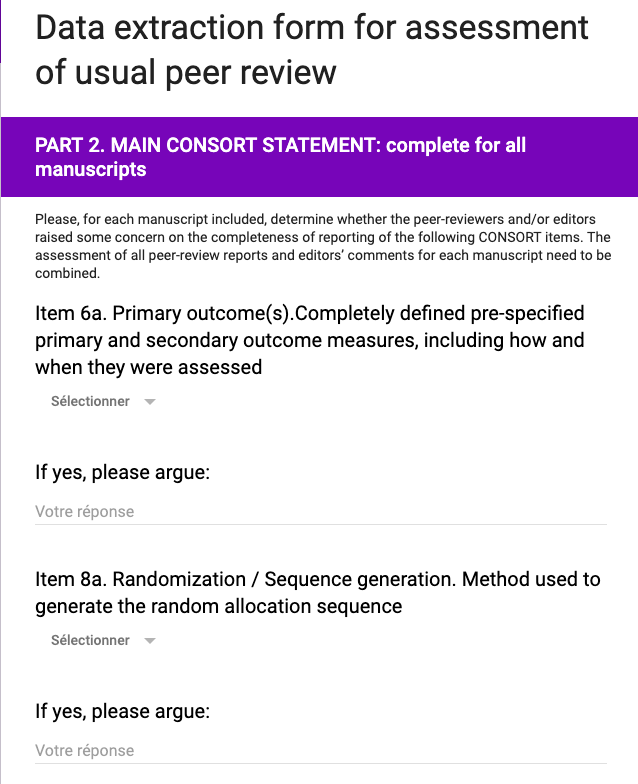 Data extraction form for assessment
of usual peer review
PART 2. MAIN CONSORT STATEMENT: complete for all
manuscripts
Please, for each manuscript included, determine whether the peer-reviewers and/or editors
raised some concern on the completeness of reporting of the following CONSORT items. The
assessment of all peer-review reports and editors’ comments for each manuscript need to be
combined.
Item 6a. Primary outcome(s).Completely defined pre-specified
primary and secondary outcome measures, including how and
when they were assessed
Sélectionner
If yes, please argue:
Votre réponse
Item 8a. Randomization / Sequence generation. Method used to
generate the random allocation sequence
Sélectionner
If yes, please argue:
Votre réponse